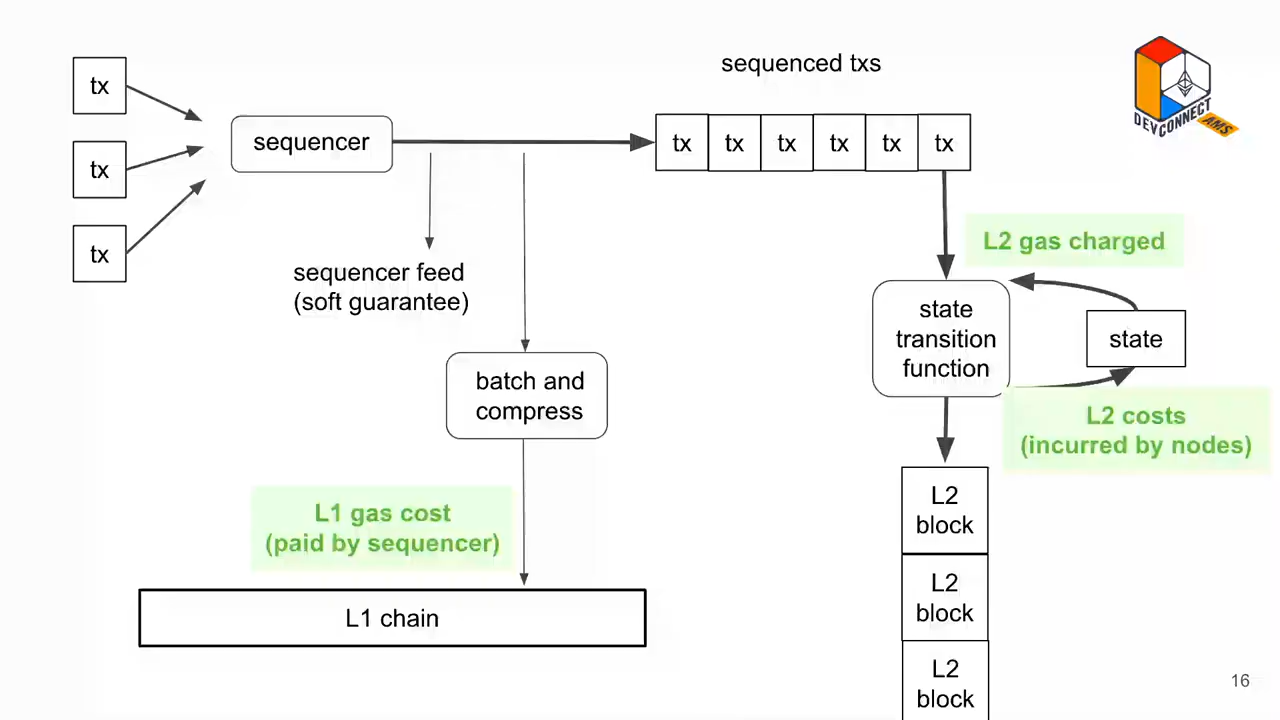 sequenced txs
DEVCONNECT
AMS
tx
tx
tx
sequencer
tx
tx
tx
tx
tx
tx
L2 gas charged
sequencer feed
(soft guarantee)
state
transition
function
state
batch and
compress
L2 costs
(incurred by nodes)
L1 gas cost
(paid by sequencer)
L1 chain
L2
block
L2
block
L2
block
16